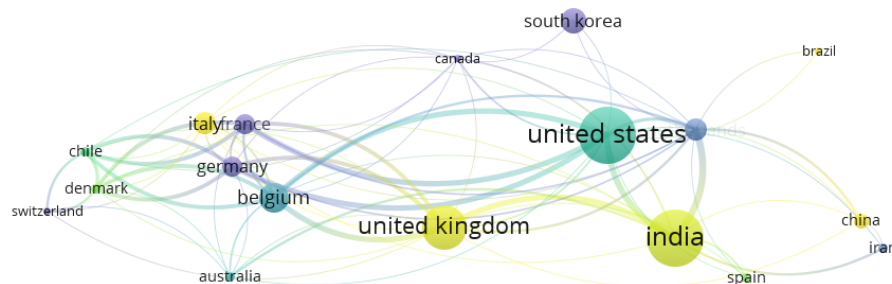 south korea
brazil
canada
italy
france
united states
chile
germany
denmark
belgium
switzerland
united kingdom
india
china
iran
australia
spain